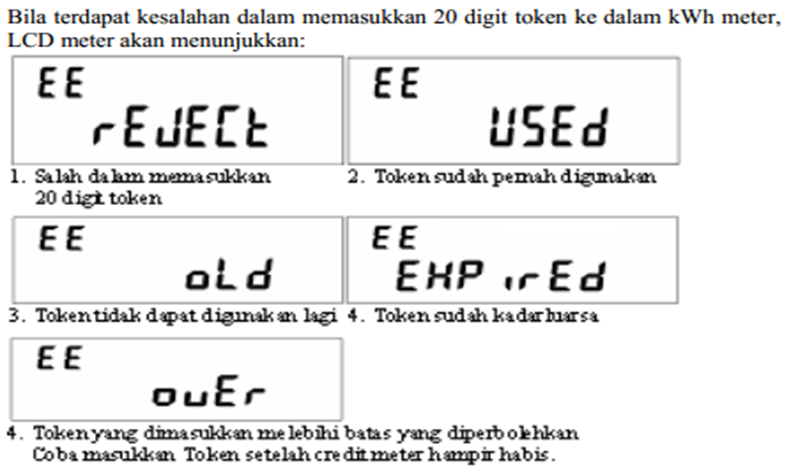 Bila terdapat kesalahan dalam memasukkan 20 digit token ke dalam kWh meter,
LCD meter akan menunjukkan:
EE
rEJECt
EE
USEd
1. Salah dalam memasukkan
20 digit token
2. Token sudah pernah digunakan
EE
oLd
EE
EXPirEd
3. Token tidak dapat digunakan lagi
4. Token sudah kadarluarsa
EE
ouEr
4. Token yang dimasukkan melebihi batas yang diperbolehkan
Coba masukkan Token setelah credit meter hampir habis.